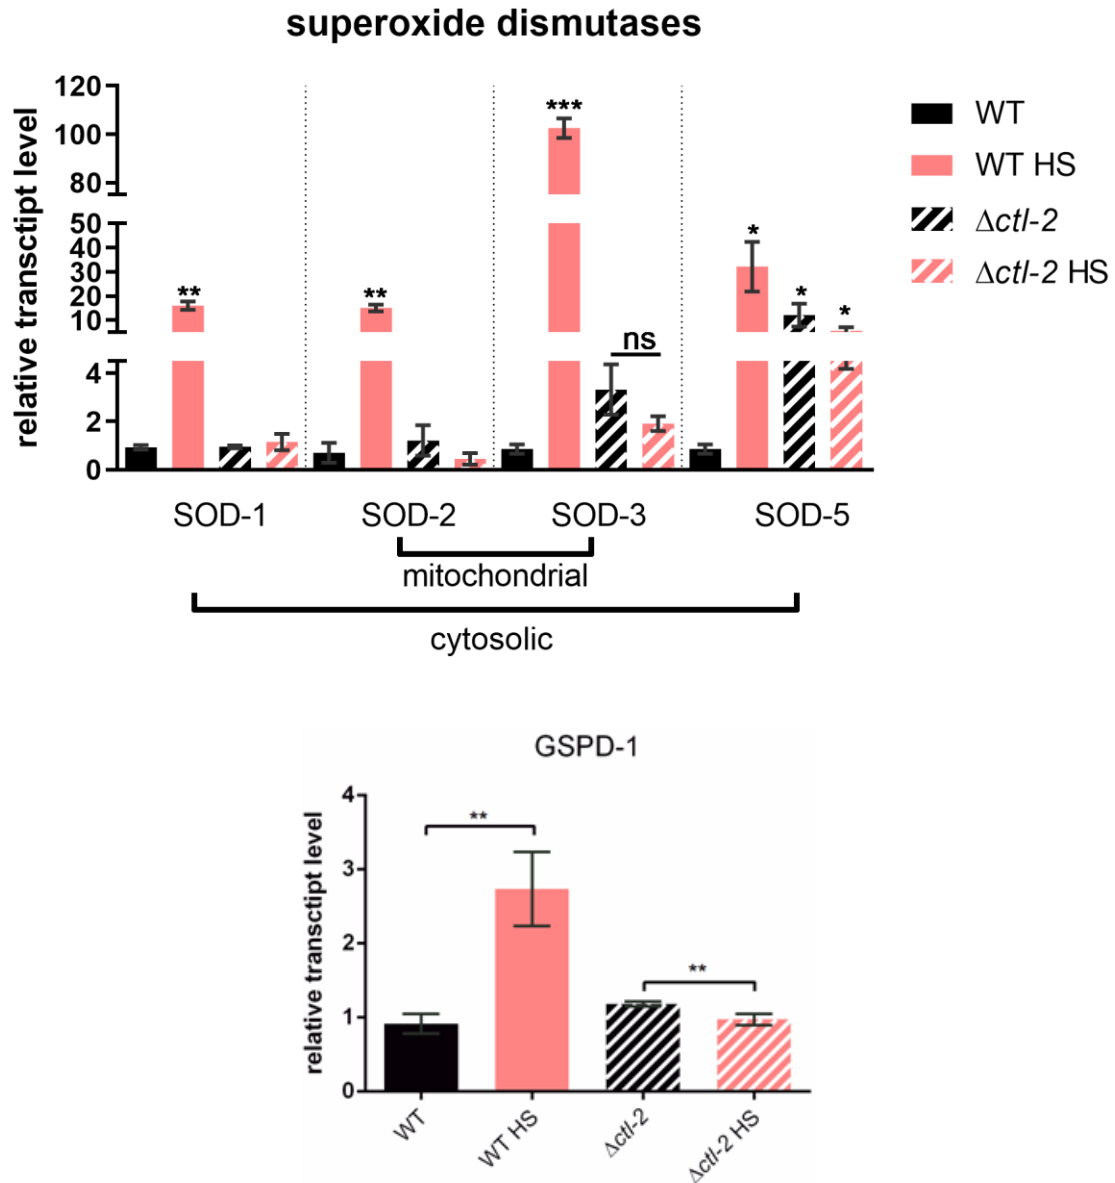 superoxide dismutases
relative transctipt level
120
100
80
50
40
30
20
10
4
2
0
** ** *** ns * * *
WT
WT HS
Δctl-2
Δctl-2 HS
SOD-1 SOD-2 SOD-3 SOD-5
mitochondrial
cytosolic
GSPD-1
relative transctipt level
4
3
2
1
0
**
**
WT WT HS Δctl-2 Δctl-2 HS